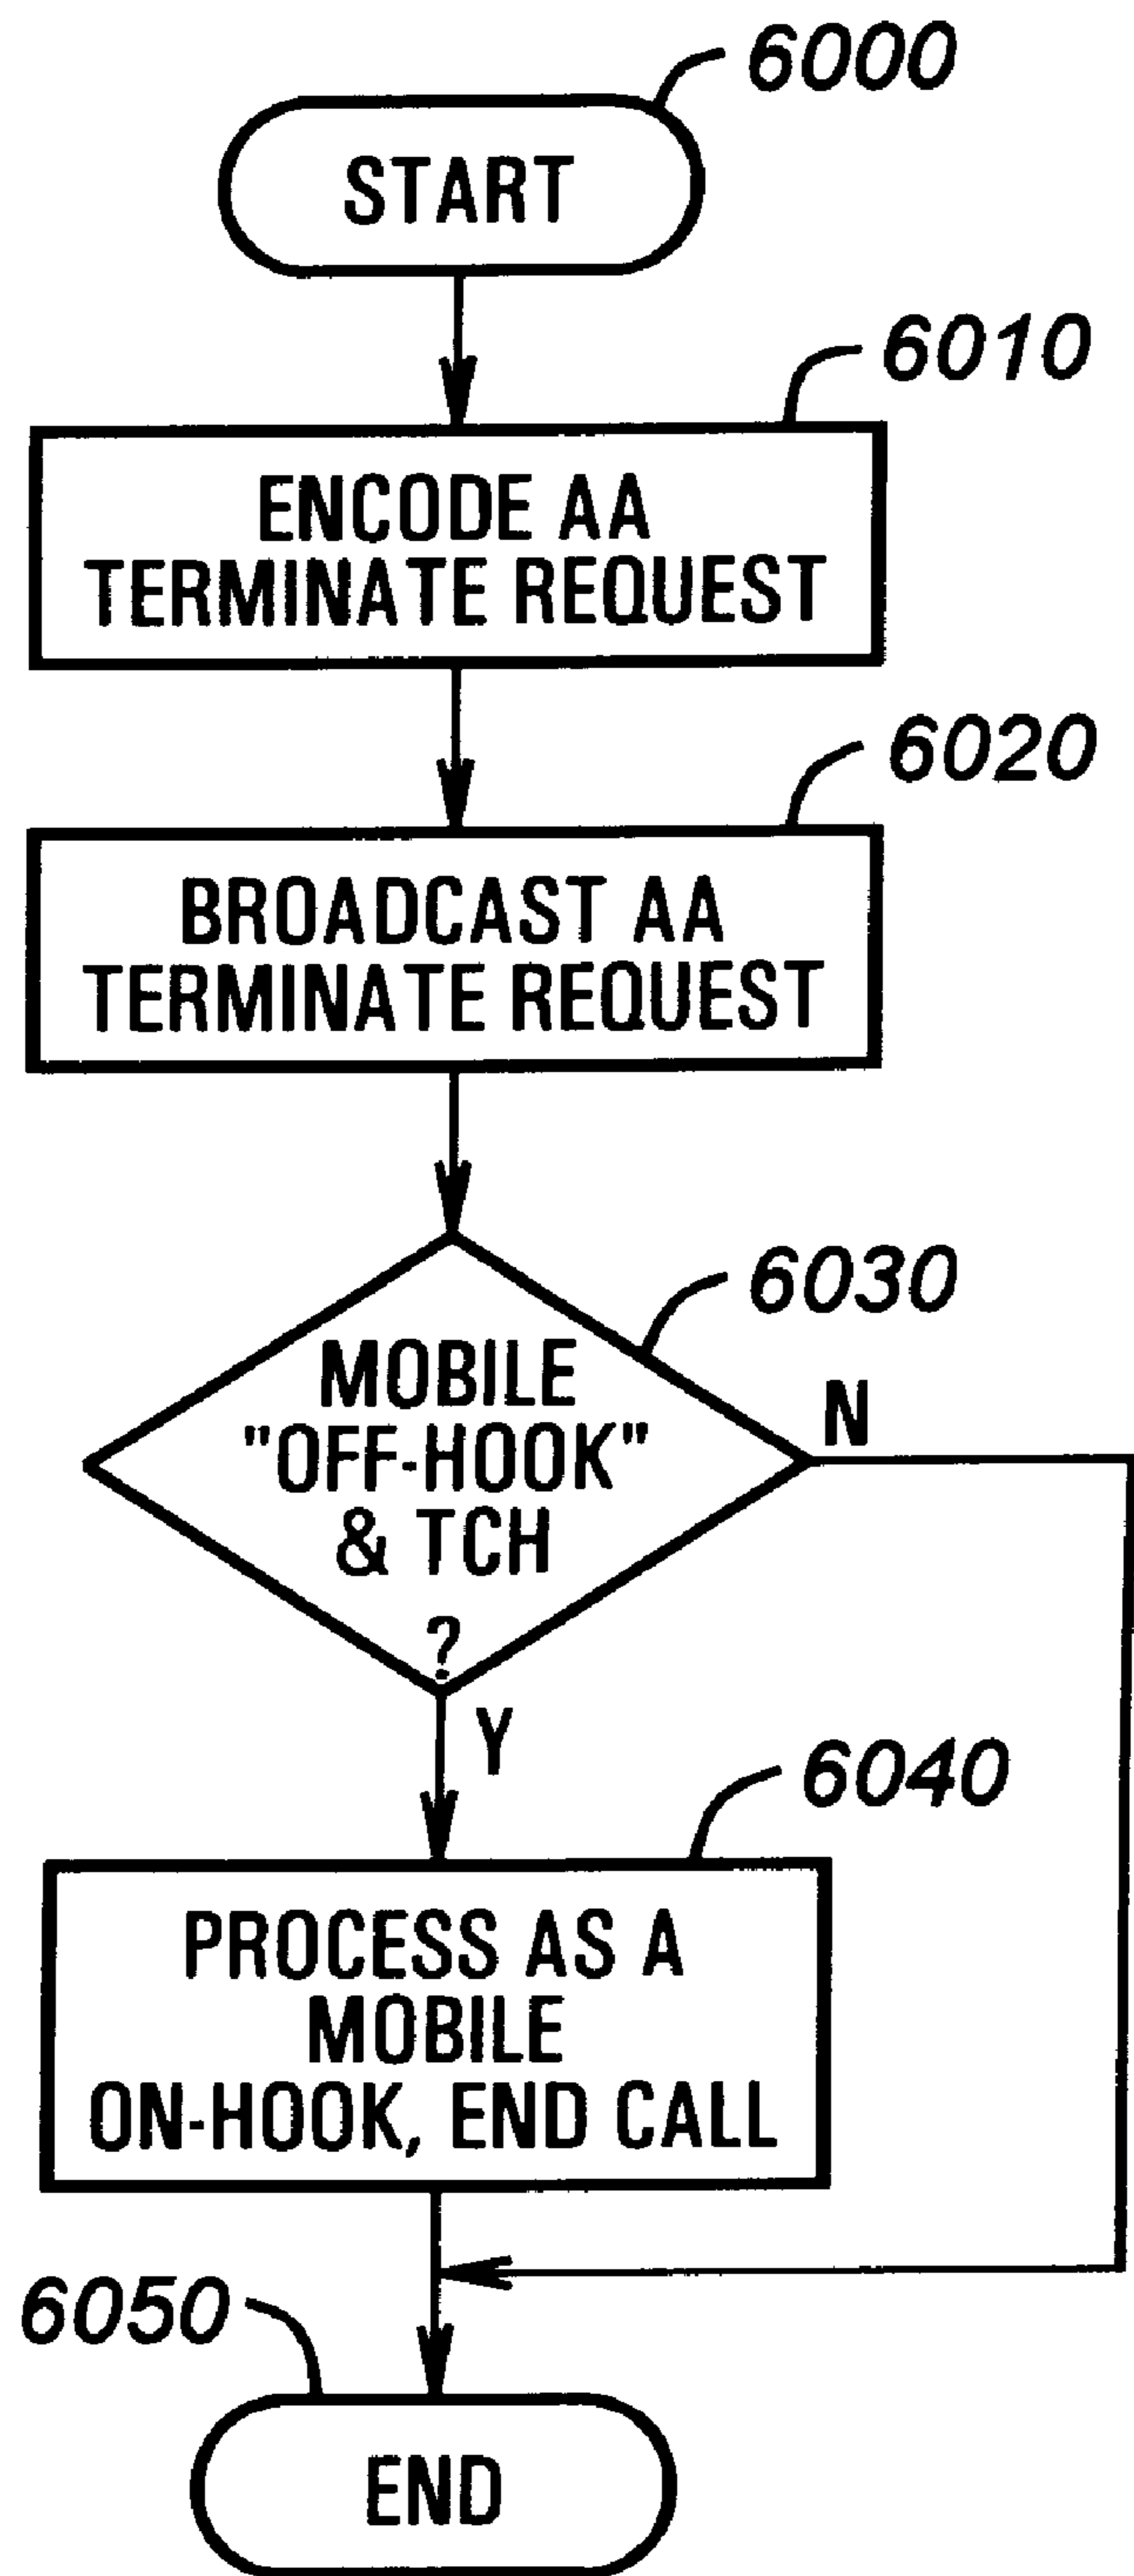 6000
START
6010
ENCODE AA
TERMINATE REQUEST
6020
BROADCAST AA
TERMINATE REQUEST
6030
MOBILE
"OFF-HOOK"
& TCH
?
N
Y
6040
PROCESS AS A
MOBILE
ON-HOOK, END CALL
6050
END